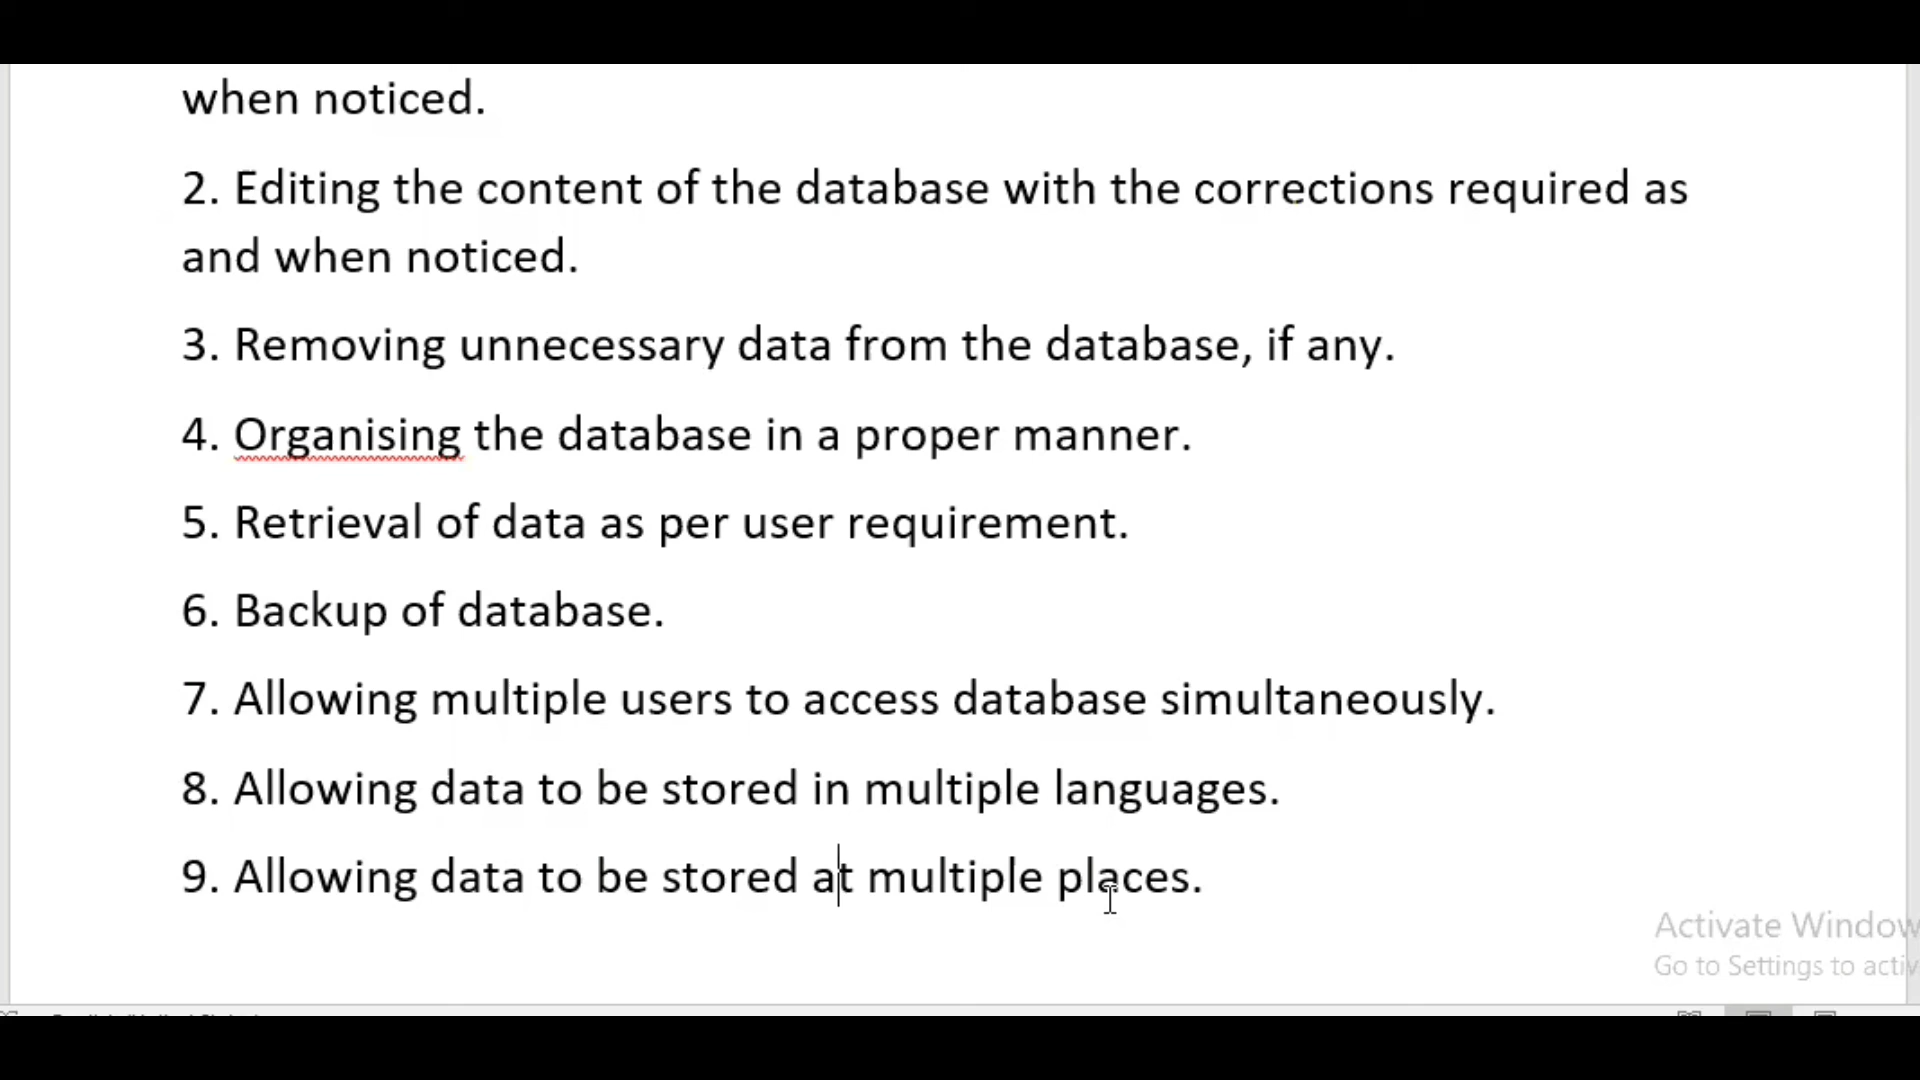 when noticed.
2. Editing the content of the database with the corrections required as
and when noticed.
3. Removing unnecessary data from the database, if any.
4. Organising the database in a proper manner.
5. Retrieval of data as per user requirement.
6. Backup of database.
7. Allowing multiple users to access database simultaneously.
8. Allowing data to be stored in multiple languages.
9. Allowing data to be stored at multiple places.
Activate Window
Go to Settings to activ